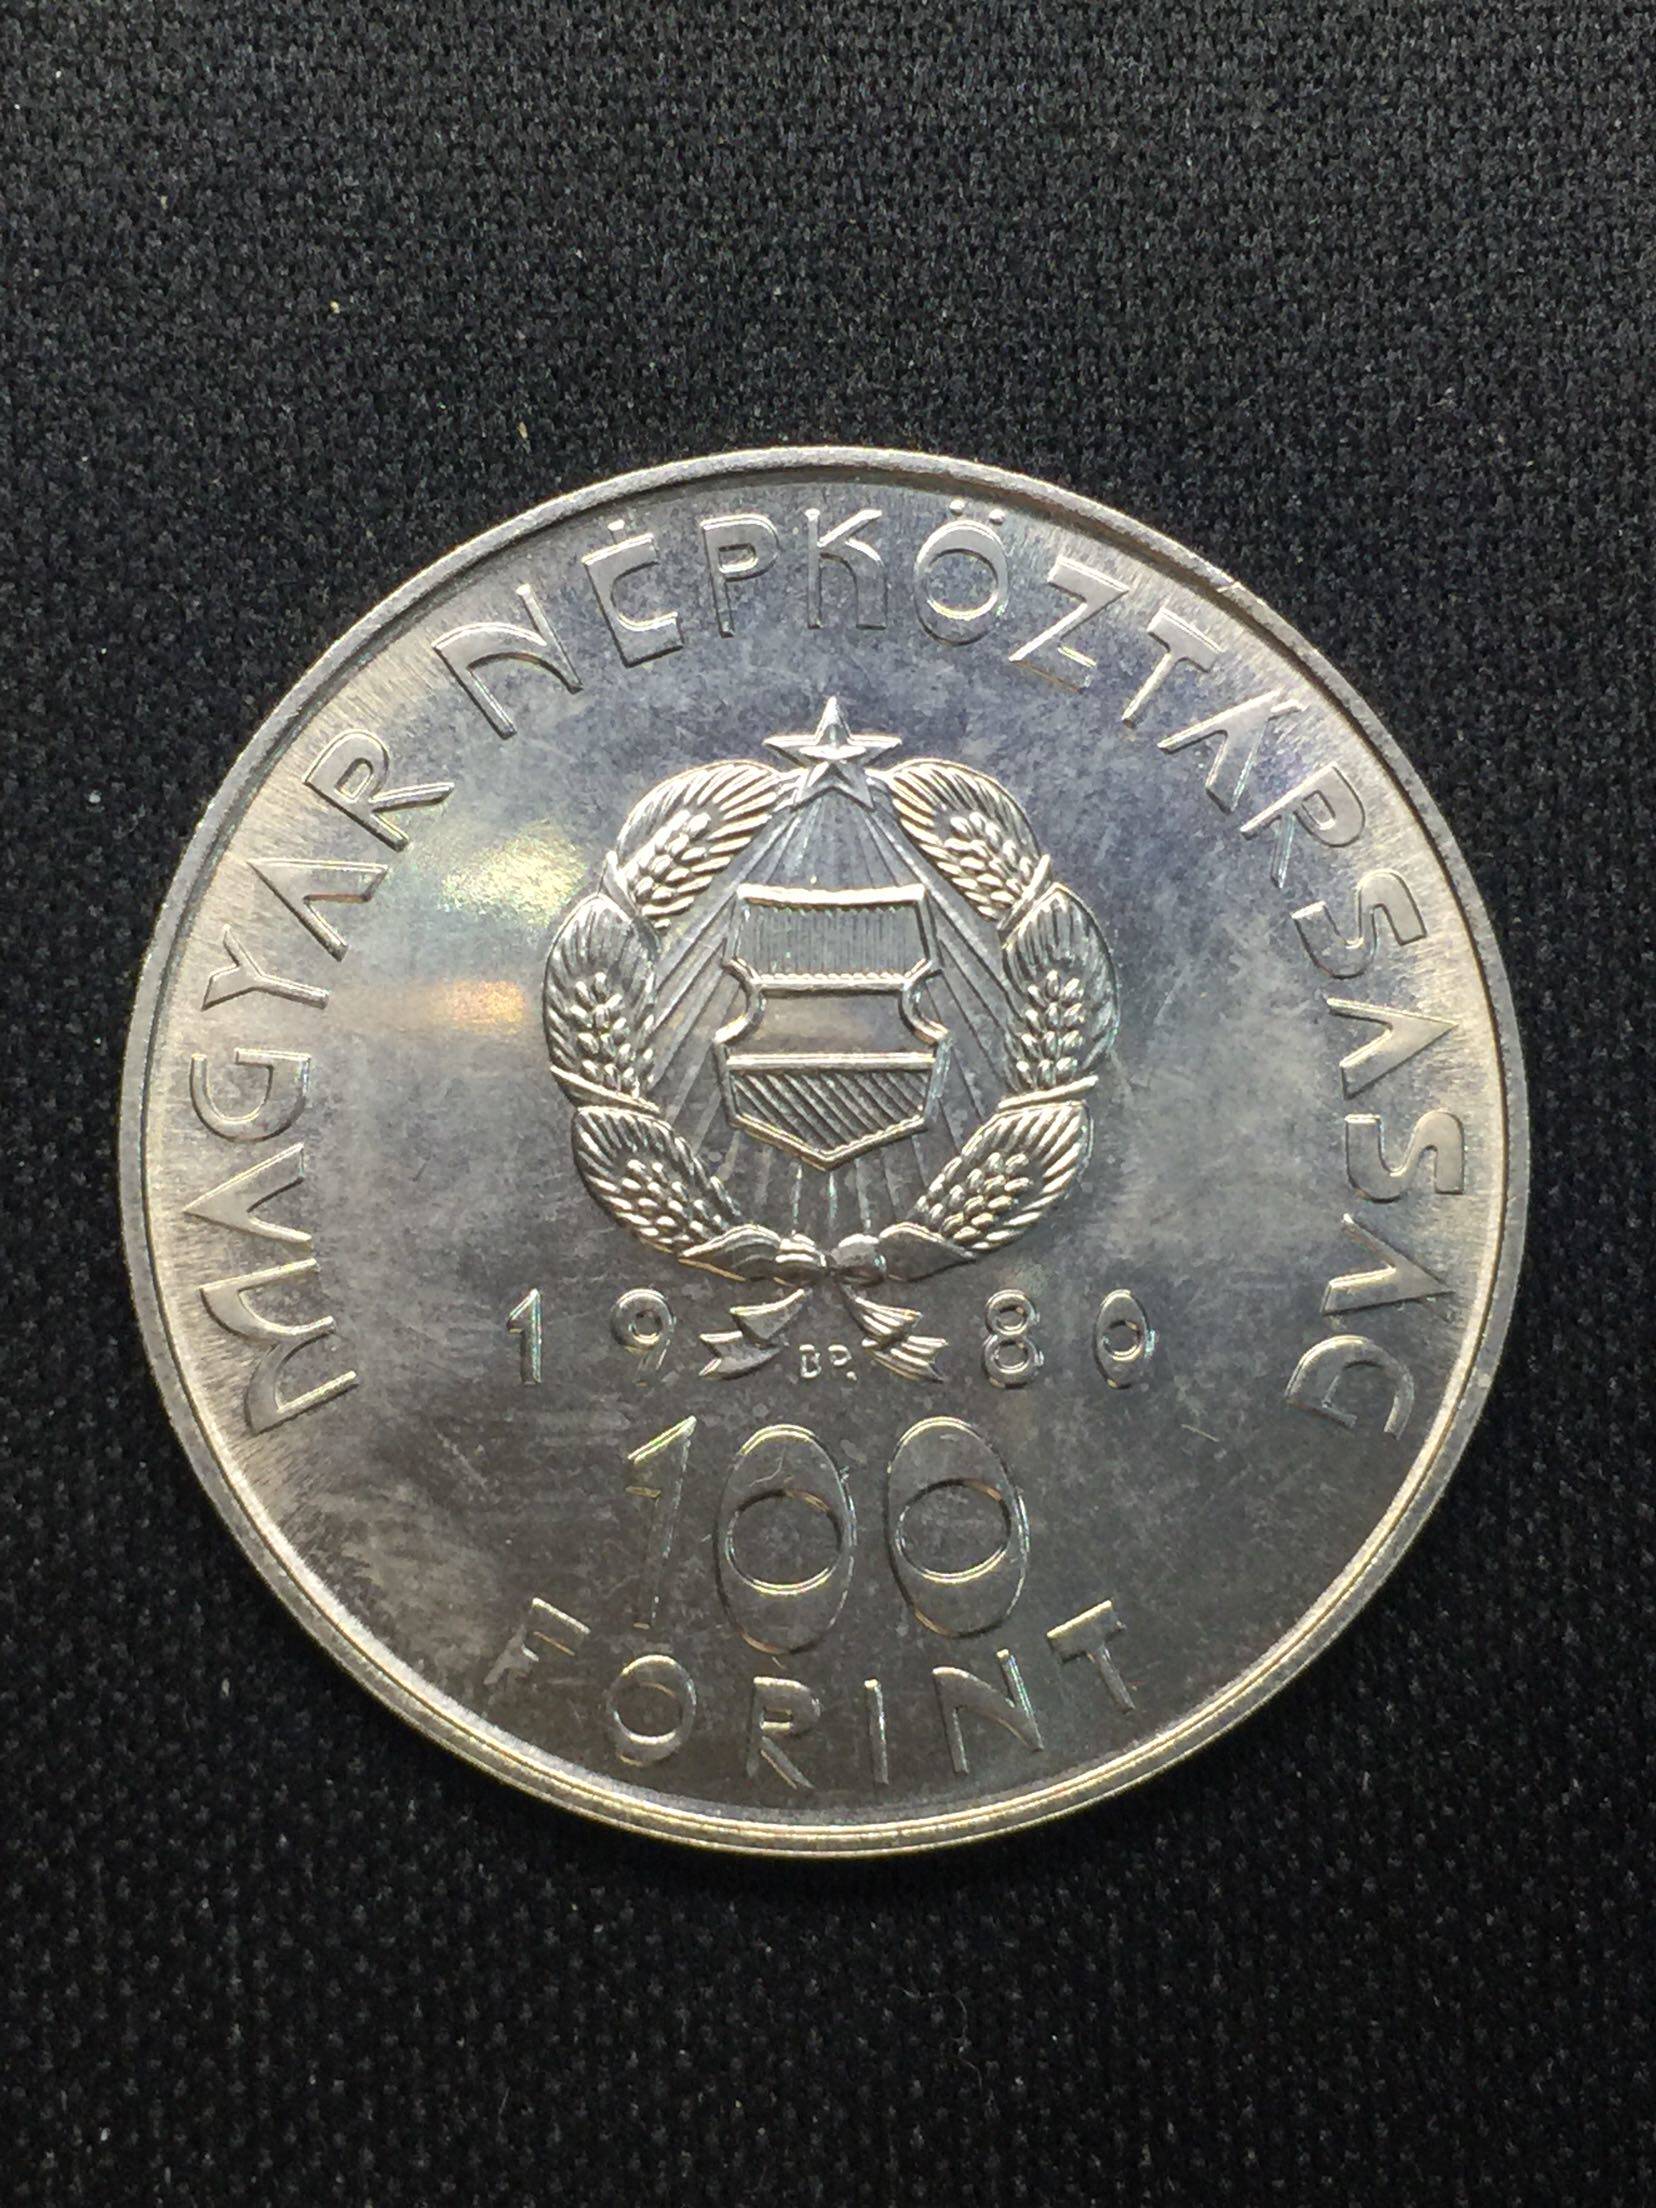 MAGYAR NÉPKÖZTÁRSASÁG
1980
BP.
100
FORINT